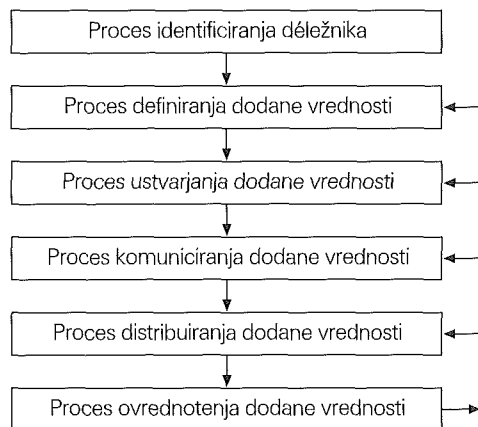 Proces identificiranja déležnika
Proces definiranja dodane vrednosti
Proces ustvarjanja dodane vrednosti
Proces komuniciranja dodane vrednosti
Proces distribuiranja dodane vrednosti
Proces ovrednotenja dodane vrednosti